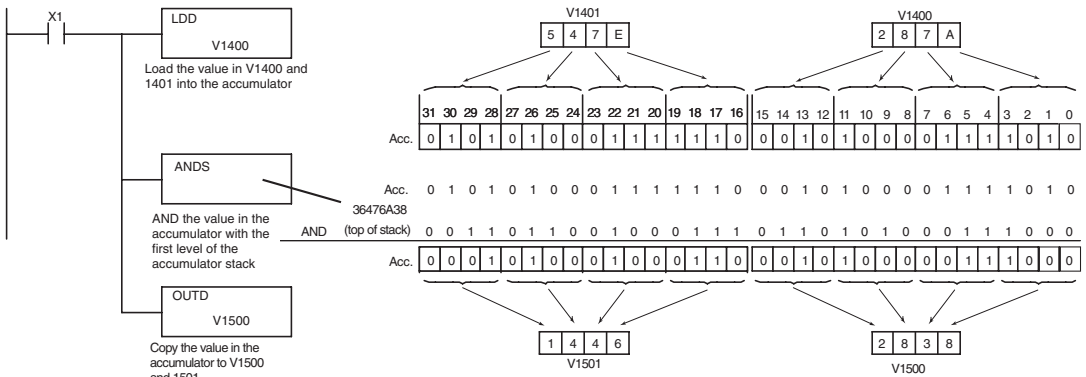 X1
LDD
V1400
Load the value in V1400 and
1401 into the accumulator
V1401
5 4 7 E
V1400
2 8 7 A
31 30 29 28 27 26 25 24 23 22 21 20 19 18 17 16 15 14 13 12 11 10 9 8 7 6 5 4 3 2 1 0
Acc. 0 1 0 1 0 1 0 0 0 1 1 1 1 1 1 0 0 0 1 0 1 0 0 0 0 1 1 1 1 0 1 0
ANDS
AND the value in the
accumulator with the
first level of the
accumulator stack
Acc. 0 1 0 1 0 1 0 0 0 1 1 1 1 1 1 0 0 0 1 0 1 0 0 0 0 1 1 1 1 0 1 0
36476A38
AND (top of stack) 0 0 1 1 0 1 1 0 0 1 0 0 0 1 1 1 0 1 1 0 1 0 1 0 0 0 1 1 1 0 0 0
Acc. 0 0 0 1 0 1 0 0 0 1 0 0 0 1 1 0 0 0 1 0 1 0 0 0 0 0 1 1 1 0 0 0
OUTD
V1500
Copy the value in the
accumulator to V1500
1 4 4 6
V1501
2 8 3 8
V1500